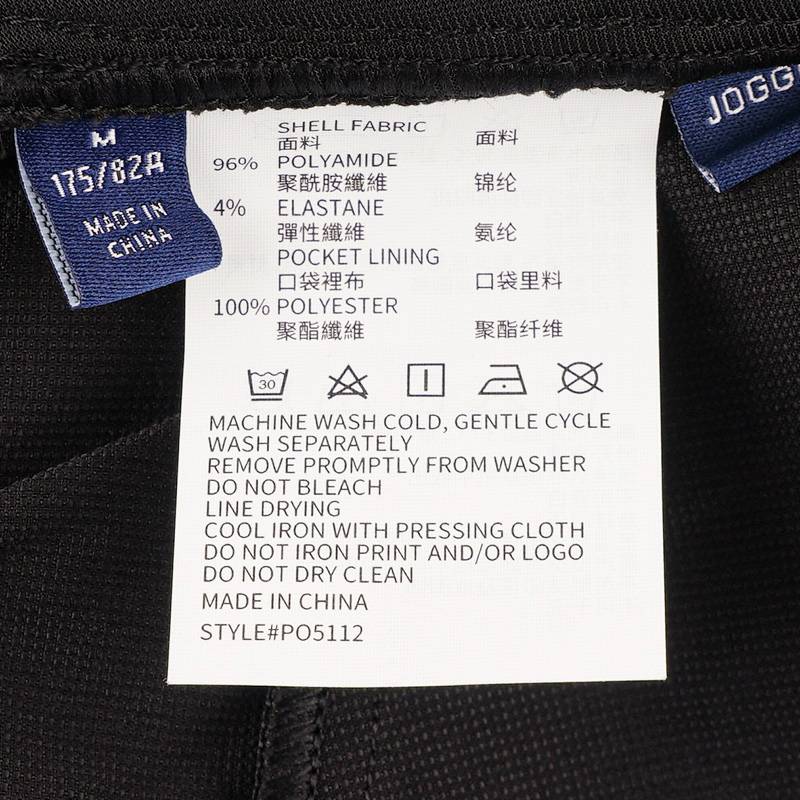 M
175/82A
MADE IN
CHINA
JOGG
SHELL FABRIC
面料 面料
96% POLYAMIDE
聚酰胺纖維 锦纶
4% ELASTANE
彈性纖維 氨纶
POCKET LINING
口袋裡布 口袋里料
100% POLYESTER
聚酯纖維 聚酯纤维
30
MACHINE WASH COLD, GENTLE CYCLE
WASH SEPARATELY
REMOVE PROMPTLY FROM WASHER
DO NOT BLEACH
LINE DRYING
COOL IRON WITH PRESSING CLOTH
DO NOT IRON PRINT AND/OR LOGO
DO NOT DRY CLEAN
MADE IN CHINA
STYLE#PO5112